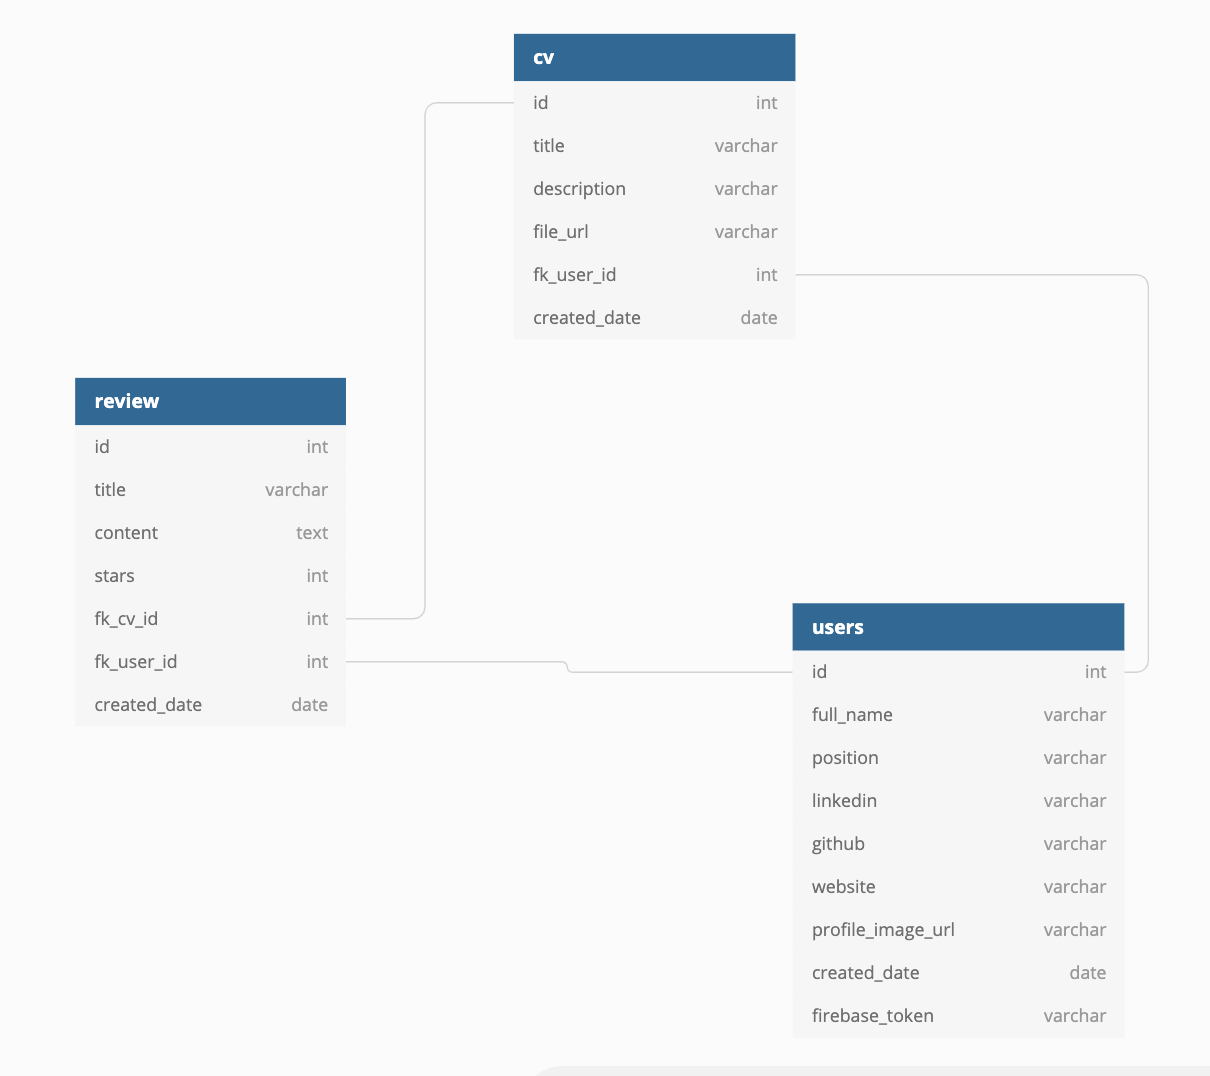 cv
id int
title varchar
description varchar
file_url varchar
fk_user_id int
created_date date
review
id int
title varchar
content text
stars int
fk_cv_id int
fk_user_id int
created_date date
users
id int
full_name varchar
position varchar
linkedin varchar
github varchar
website varchar
profile_image_url varchar
created_date date
firebase_token varchar